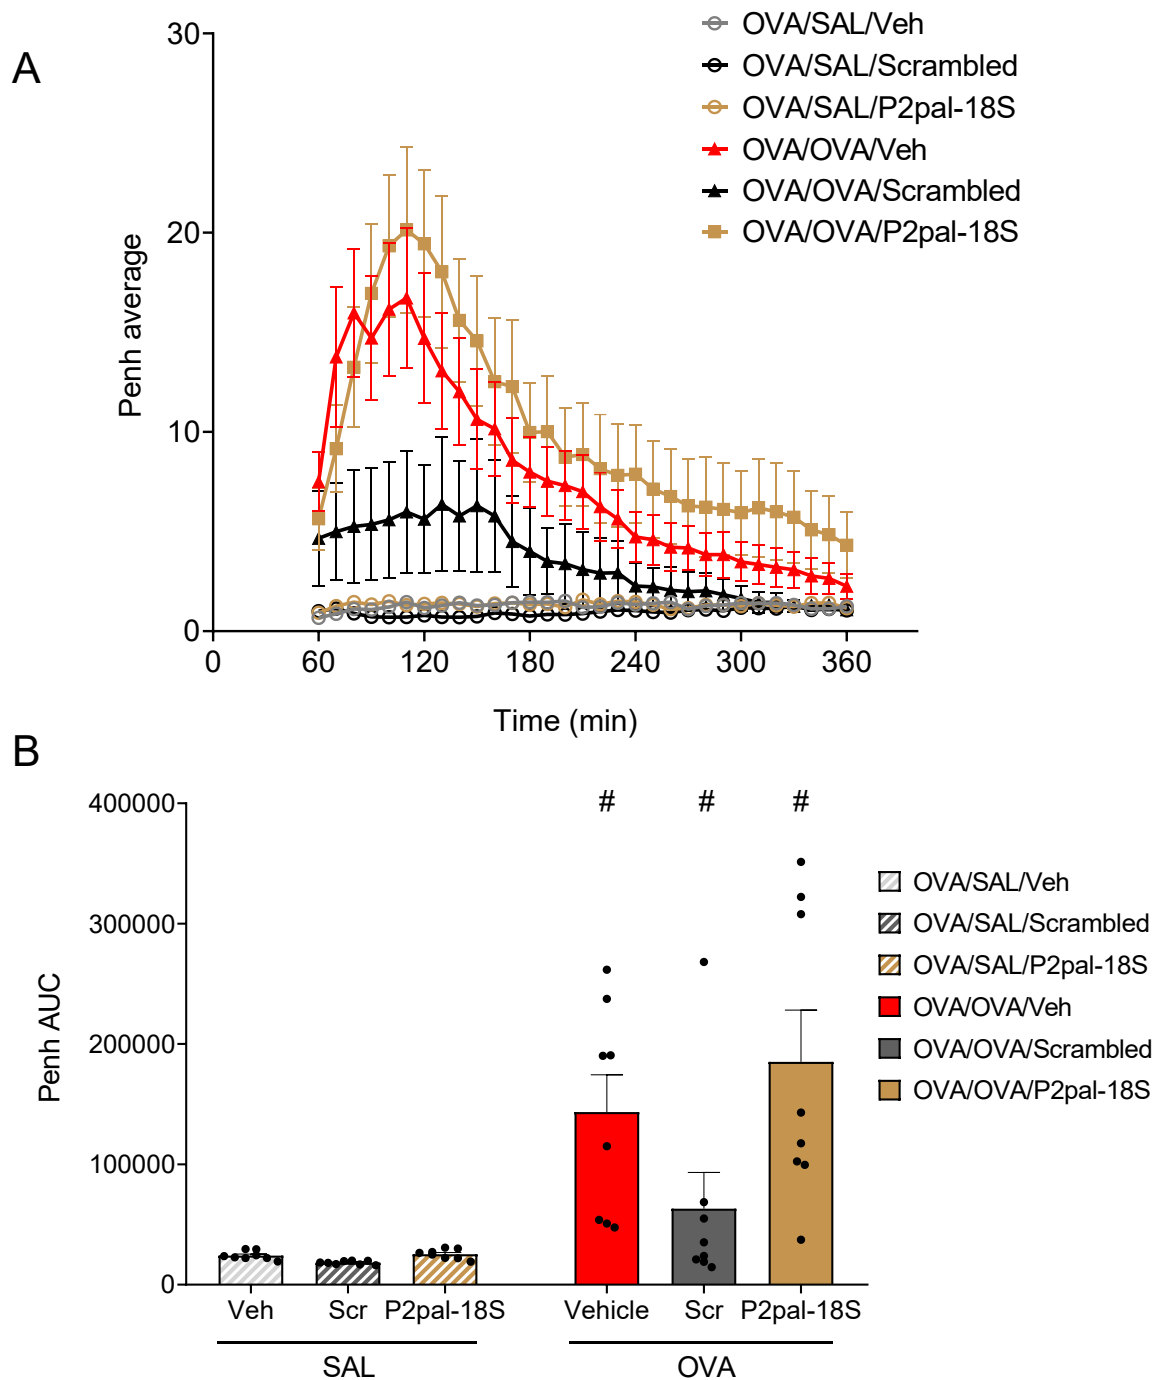 A
30
20
10
0
Penh average
0 60 120 180 240 300 360
Time (min)
OVA/SAL/Veh
OVA/SAL/Scrambled
OVA/SAL/P2pal-18S
OVA/OVA/Veh
OVA/OVA/Scrambled
OVA/OVA/P2pal-18S
B
400000
300000
200000
100000
0
Penh AUC
# # #
Veh Scr P2pal-18S Vehicle Scr P2pal-18S
SAL OVA
OVA/SAL/Veh
OVA/SAL/Scrambled
OVA/SAL/P2pal-18S
OVA/OVA/Veh
OVA/OVA/Scrambled
OVA/OVA/P2pal-18S